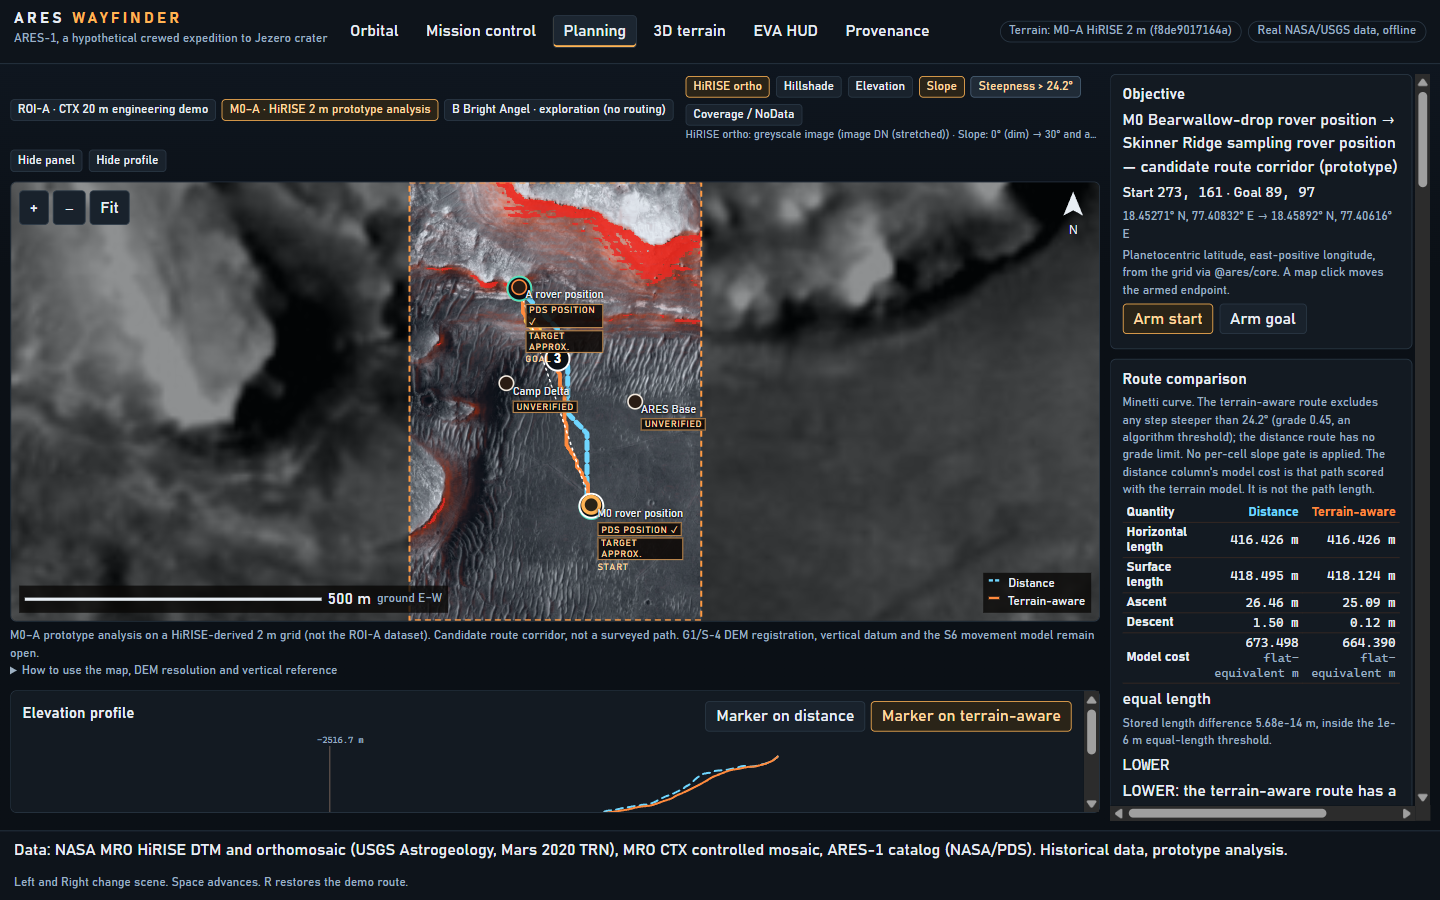 ARES WAYFINDER
ARES-1, a hypothetical crewed expedition to Jezero crater
Orbital
Mission control
Planning
3D terrain
EVA HUD
Provenance
Terrain: M0-A HiRISE 2 m (f8de9017164a)
Real NASA/USGS data, offline
ROI-A · CTX 20 m engineering demo
M0-A · HiRISE 2 m prototype analysis
B Bright Angel · exploration (no routing)
HiRISE ortho
Hillshade
Elevation
Slope
Steepness > 24.2°
Coverage / NoData
HiRISE ortho: greyscale image (image DN (stretched)) · Slope: 0° (dim) → 30° and a...
Hide panel
Hide profile
+
–
Fit
N
A rover position
PDS POSITION
✓
TARGET
APPROX.
GOAL
3
Camp Delta
UNVERIFIED
ARES Base
UNVERIFIED
M0 rover position
PDS POSITION ✓
TARGET
APPROX.
START
500 m ground E-W
Distance
Terrain-aware
M0-A prototype analysis on a HiRISE-derived 2 m grid (not the ROI-A dataset). Candidate route corridor, not a surveyed path. G1/S-4 DEM registration, vertical datum and the S6 movement model remain
open.
▶ How to use the map, DEM resolution and vertical reference
Elevation profile
Marker on distance
Marker on terrain-aware
-2516.7 m
Objective
M0 Bearwallow-drop rover position →
Skinner Ridge sampling rover position
— candidate route corridor (prototype)
Start 273, 161 · Goal 89, 97
18.45271° N, 77.40832° E → 18.45892° N, 77.40616°
E
Planetocentric latitude, east-positive longitude,
from the grid via @ares/core. A map click moves
the armed endpoint.
Arm start
Arm goal
Route comparison
Minetti curve. The terrain-aware route excludes
any step steeper than 24.2° (grade 0.45, an
algorithm threshold); the distance route has no
grade limit. No per-cell slope gate is applied. The
distance column's model cost is that path scored
with the terrain model. It is not the path length.
Quantity Distance Terrain-aware
Horizontal
length 416.426 m 416.426 m
Surface
length 418.495 m 418.124 m
Ascent 26.46 m 25.09 m
Descent 1.50 m 0.12 m
Model cost 673.498 664.390
flat- flat-
equivalent m equivalent m
equal length
Stored length difference 5.68e-14 m, inside the 1e-
6 m equal-length threshold.
LOWER
LOWER: the terrain-aware route has a
Data: NASA MRO HiRISE DTM and orthomosaic (USGS Astrogeology, Mars 2020 TRN), MRO CTX controlled mosaic, ARES-1 catalog (NASA/PDS). Historical data, prototype analysis.
Left and Right change scene. Space advances. R restores the demo route.